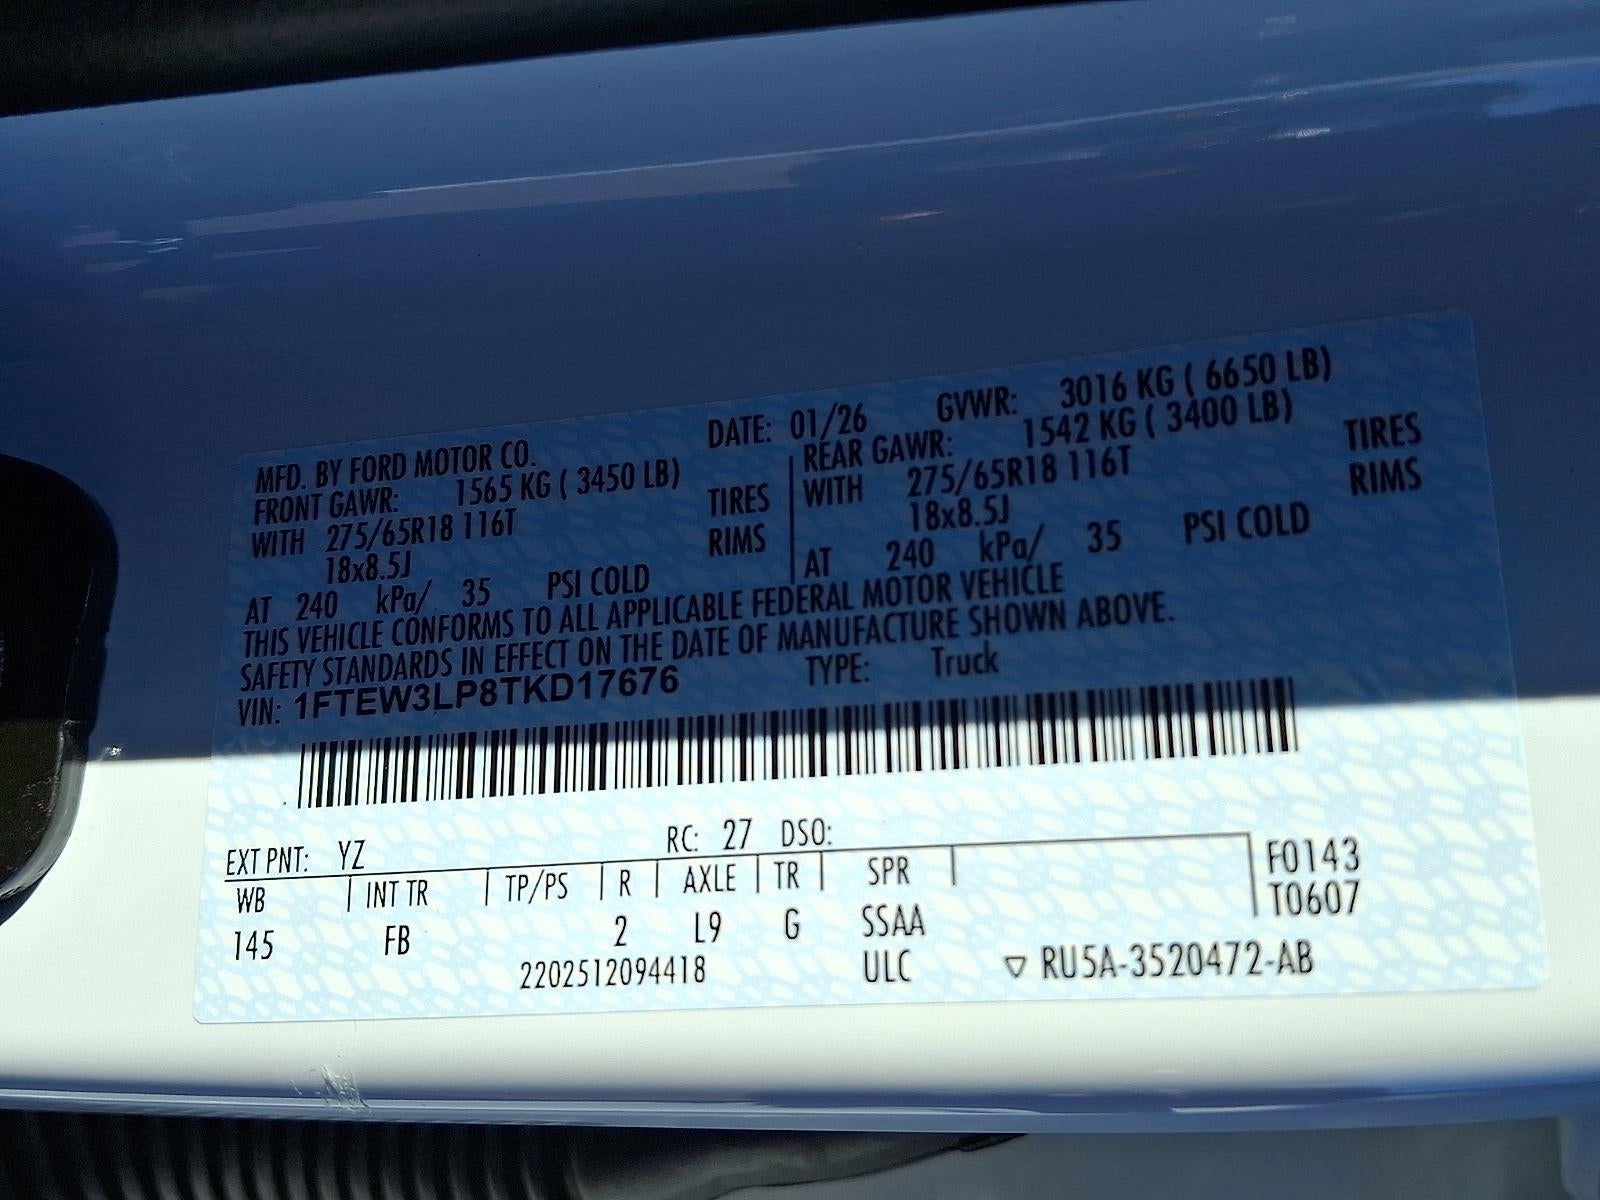 MFD. BY FORD MOTOR CO. DATE: 01/26 GVWR: 3016 KG ( 6650 LB)
FRONT GAWR: 1565 KG ( 3450 LB) REAR GAWR: 1542 KG ( 3400 LB)
WITH 275/65R18 116T TIRES WITH 275/65R18 116T TIRES
18x8.5J RIMS 18x8.5J RIMS
AT 240 kPa/ 35 PSI COLD AT 240 kPa/ 35 PSI COLD
THIS VEHICLE CONFORMS TO ALL APPLICABLE FEDERAL MOTOR VEHICLE
SAFETY STANDARDS IN EFFECT ON THE DATE OF MANUFACTURE SHOWN ABOVE.
VIN: 1FTEW3LP8TKD17676 TYPE: Truck
EXT PNT: YZ RC: 27 DSO:
WB INT TR TP/PS R AXLE TR SPR F0143
145 FB 2 L9 G SSAA T0607
2202512094418 ULC ▽ RU5A-3520472-AB